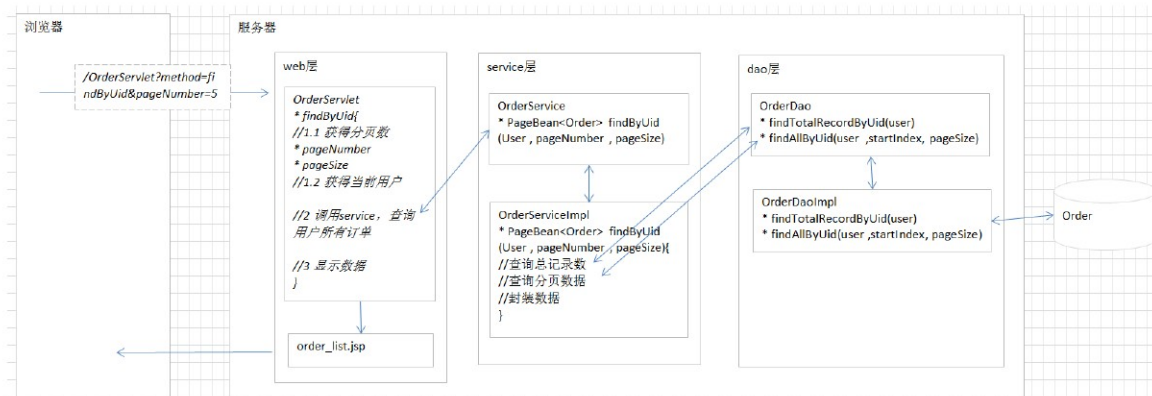 浏览器
服务器
/OrderServlet?method=fi
ndByUid&pageNumber=5
web层
OrderServlet
* findByUid{
//1.1 获得分页数
* pageNumber
* pageSize
//1.2 获得当前用户
//2 调用service，查询
用户所有订单
//3 显示数据
}
order_list.jsp
service层
OrderService
* PageBean<Order> findByUid
(User , pageNumber , pageSize)
OrderServiceImpl
* PageBean<Order> findByUid
(User , pageNumber , pageSize){
//查询总记录数
//查询分页数据
//封装数据
}
dao层
OrderDao
* findTotalRecordByUid(user)
* findAllByUid(user ,startIndex, pageSize)
OrderDaoImpl
* findTotalRecordByUid(user)
* findAllByUid(user ,startIndex, pageSize)
Order